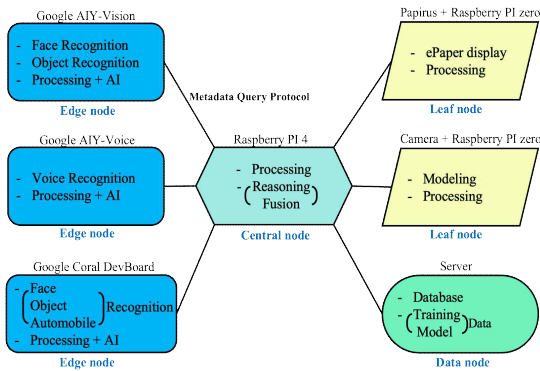 Google AIY-Vision
- Face Recognition
- Object Recognition
- Processing + AI
Edge node
Google AIY-Voice
- Voice Recognition
- Processing + AI
Edge node
Google Coral DevBoard
- Face
Object
Automobile
Recognition
- Processing + AI
Edge node
Metadata Query Protocol
Raspberry PI 4
- Processing
- (Reasoning
Fusion)
Central node
Papirus + Raspberry PI zero
- ePaper display
- Processing
Leaf node
Camera + Raspberry PI zero
- Modeling
- Processing
Leaf node
Server
- Database
- (Training
Model) Data
Data node